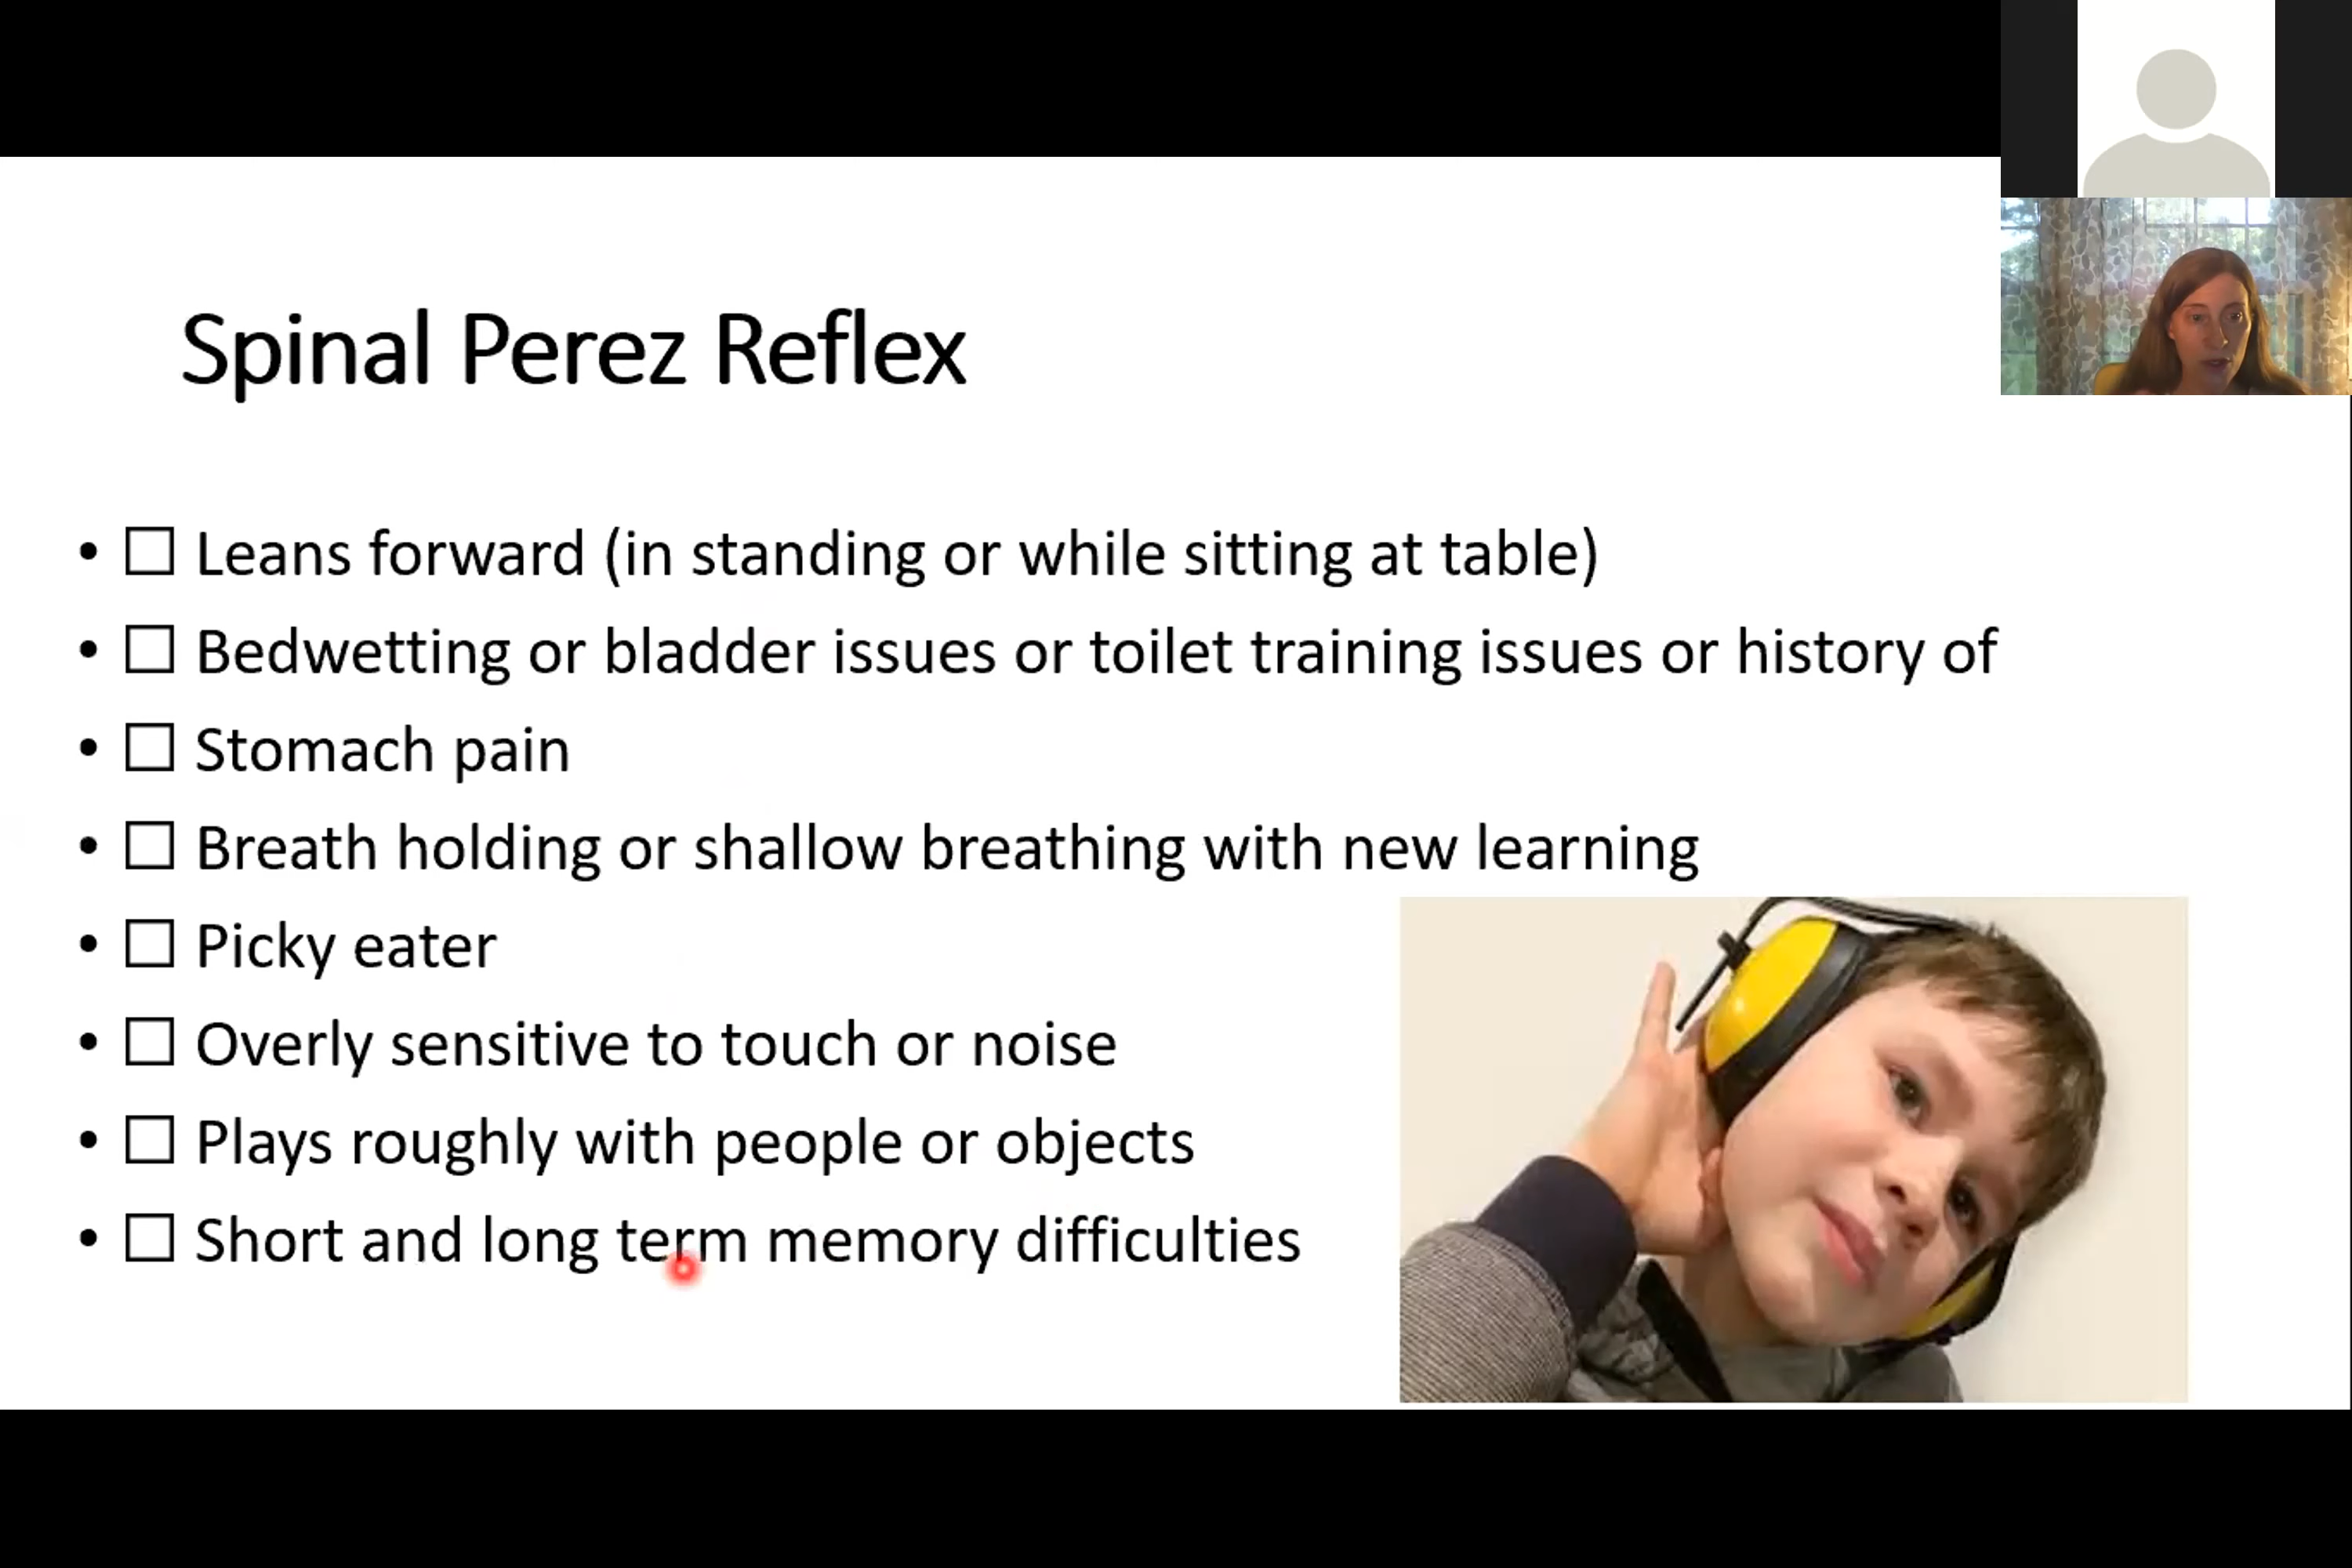 Spinal Perez Reflex
• ☐ Leans forward (in standing or while sitting at table)
• ☐ Bedwetting or bladder issues or toilet training issues or history of
• ☐ Stomach pain
• ☐ Breath holding or shallow breathing with new learning
• ☐ Picky eater
• ☐ Overly sensitive to touch or noise
• ☐ Plays roughly with people or objects
• ☐ Short and long term memory difficulties